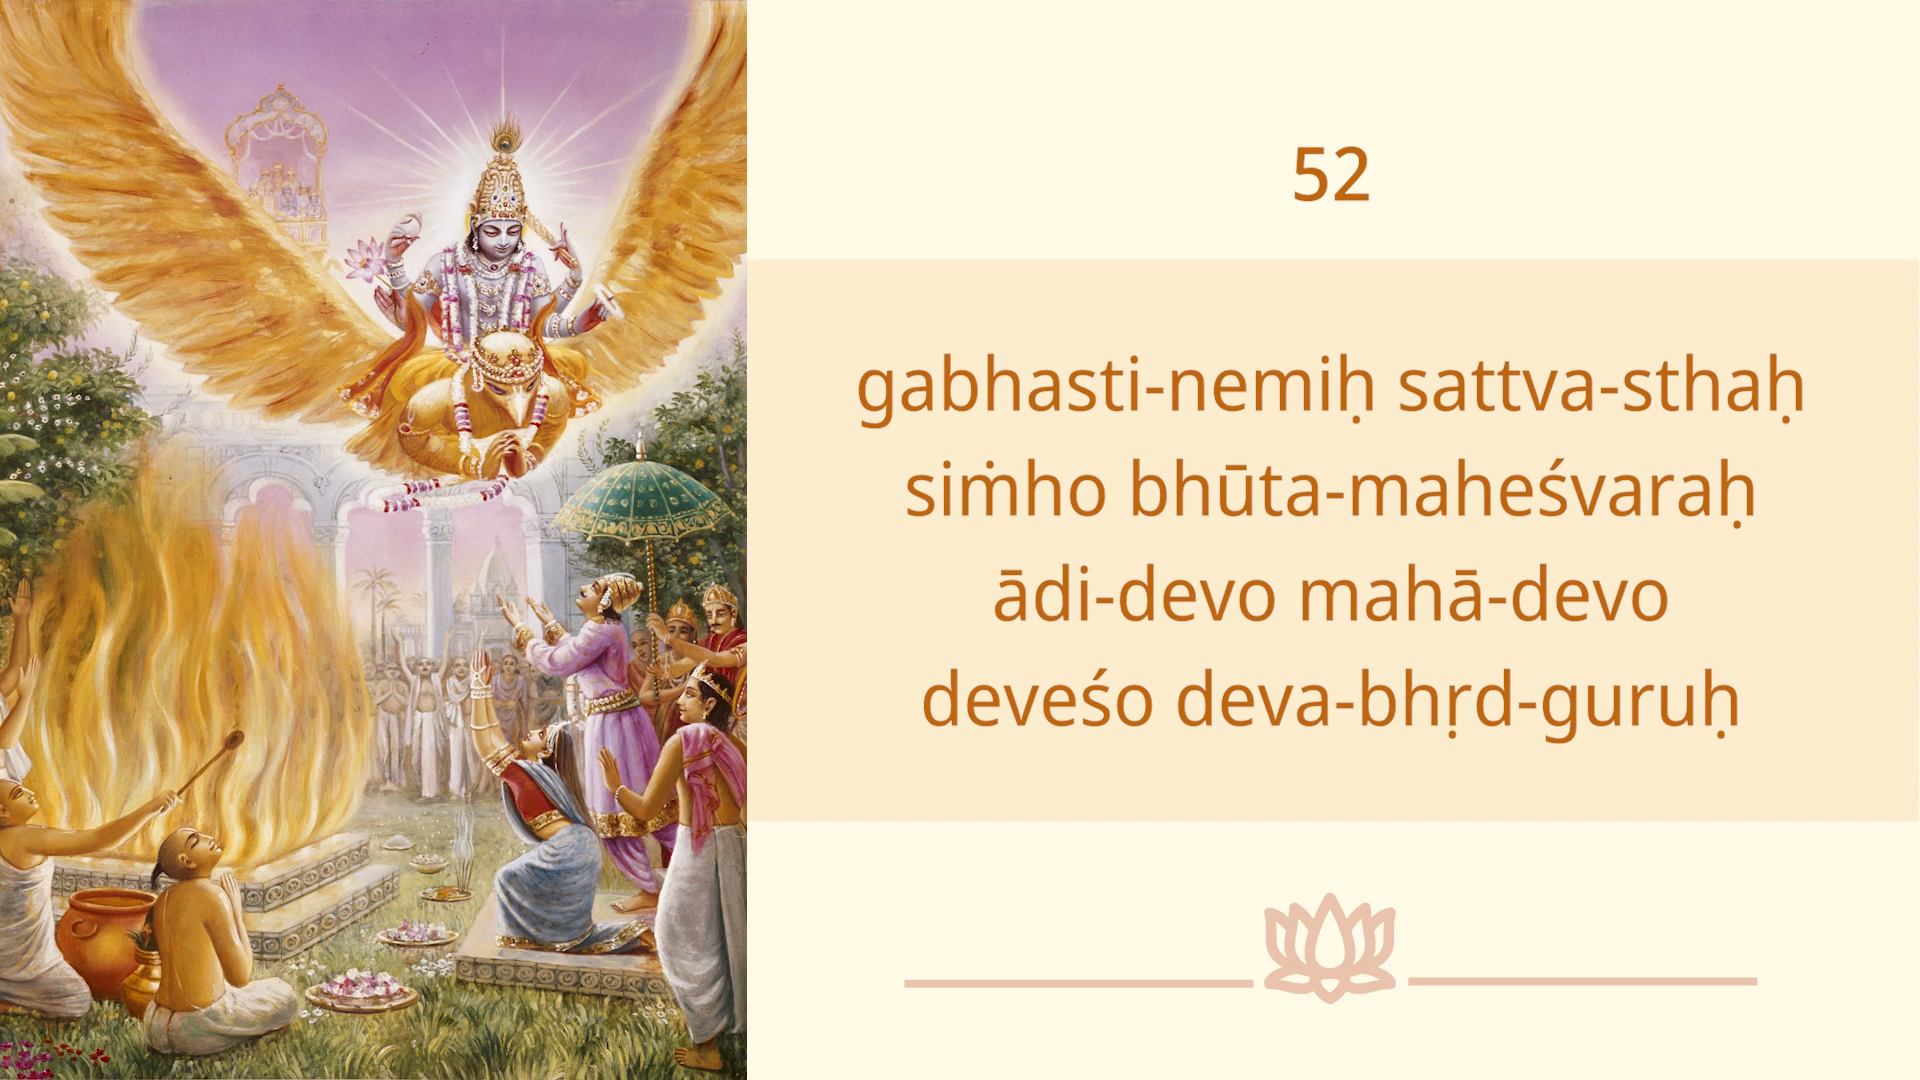 52
gabhasti-nemiḥ sattva-sthaḥ
siṁho bhūta-maheśvaraḥ
ādi-devo mahā-devo
deveśo deva-bhṛd-guruḥ